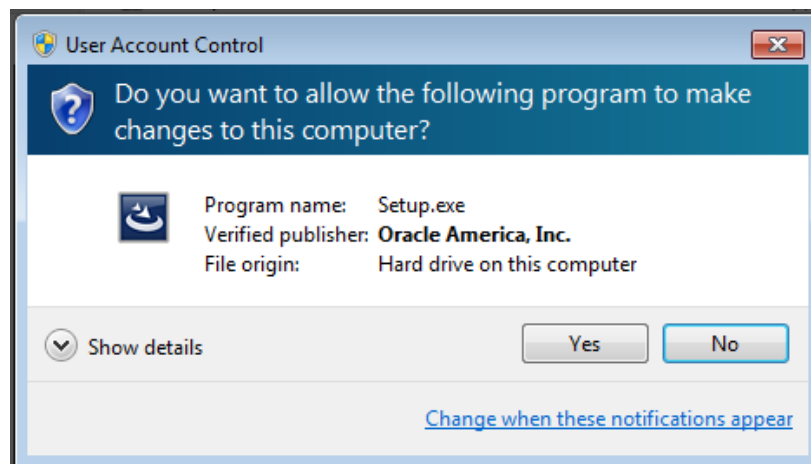 User Account Control
Do you want to allow the following program to make
changes to this computer?
Program name: Setup.exe
Verified publisher: Oracle America, Inc.
File origin: Hard drive on this computer
Show details
Yes
No
Change when these notifications appear